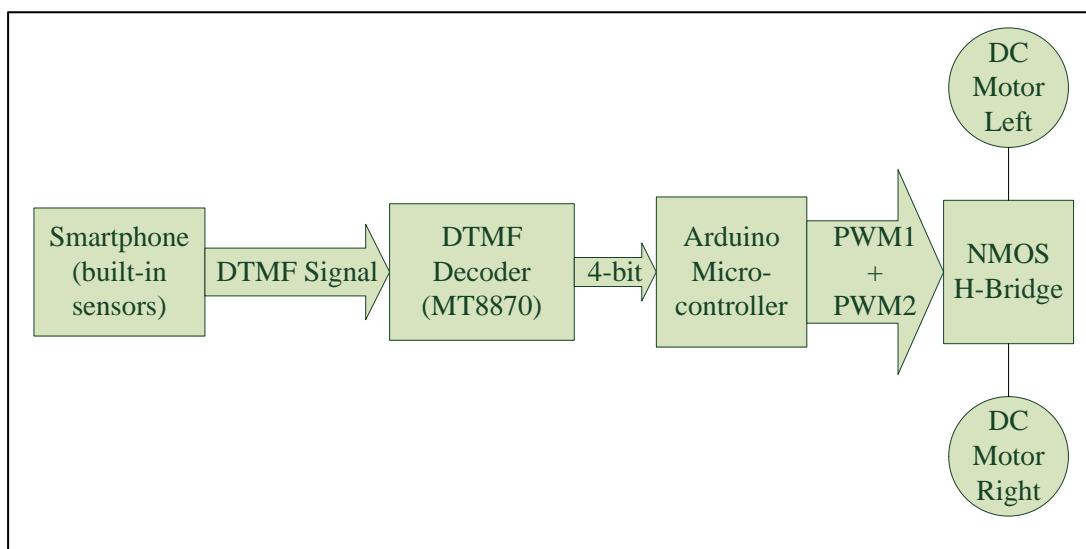 Smartphone
(built-in
sensors)
DTMF Signal
DTMF
Decoder
(MT8870)
4-bit
Arduino
Micro-
controller
PWM1
+
PWM2
NMOS
H-Bridge
DC
Motor
Left
DC
Motor
Right